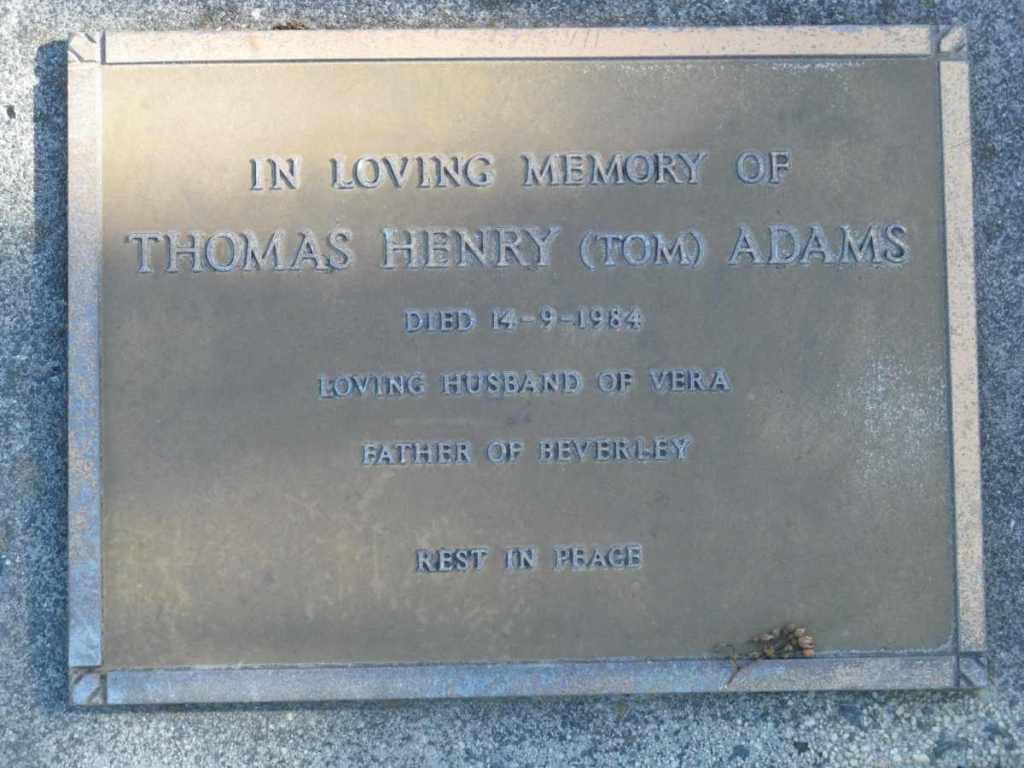 IN LOVING MEMORY OF
THOMAS HENRY (TOM) ADAMS
DIED 14-9-1984
LOVING HUSBAND OF VERA
FATHER OF BEVERLEY
REST IN PEACE